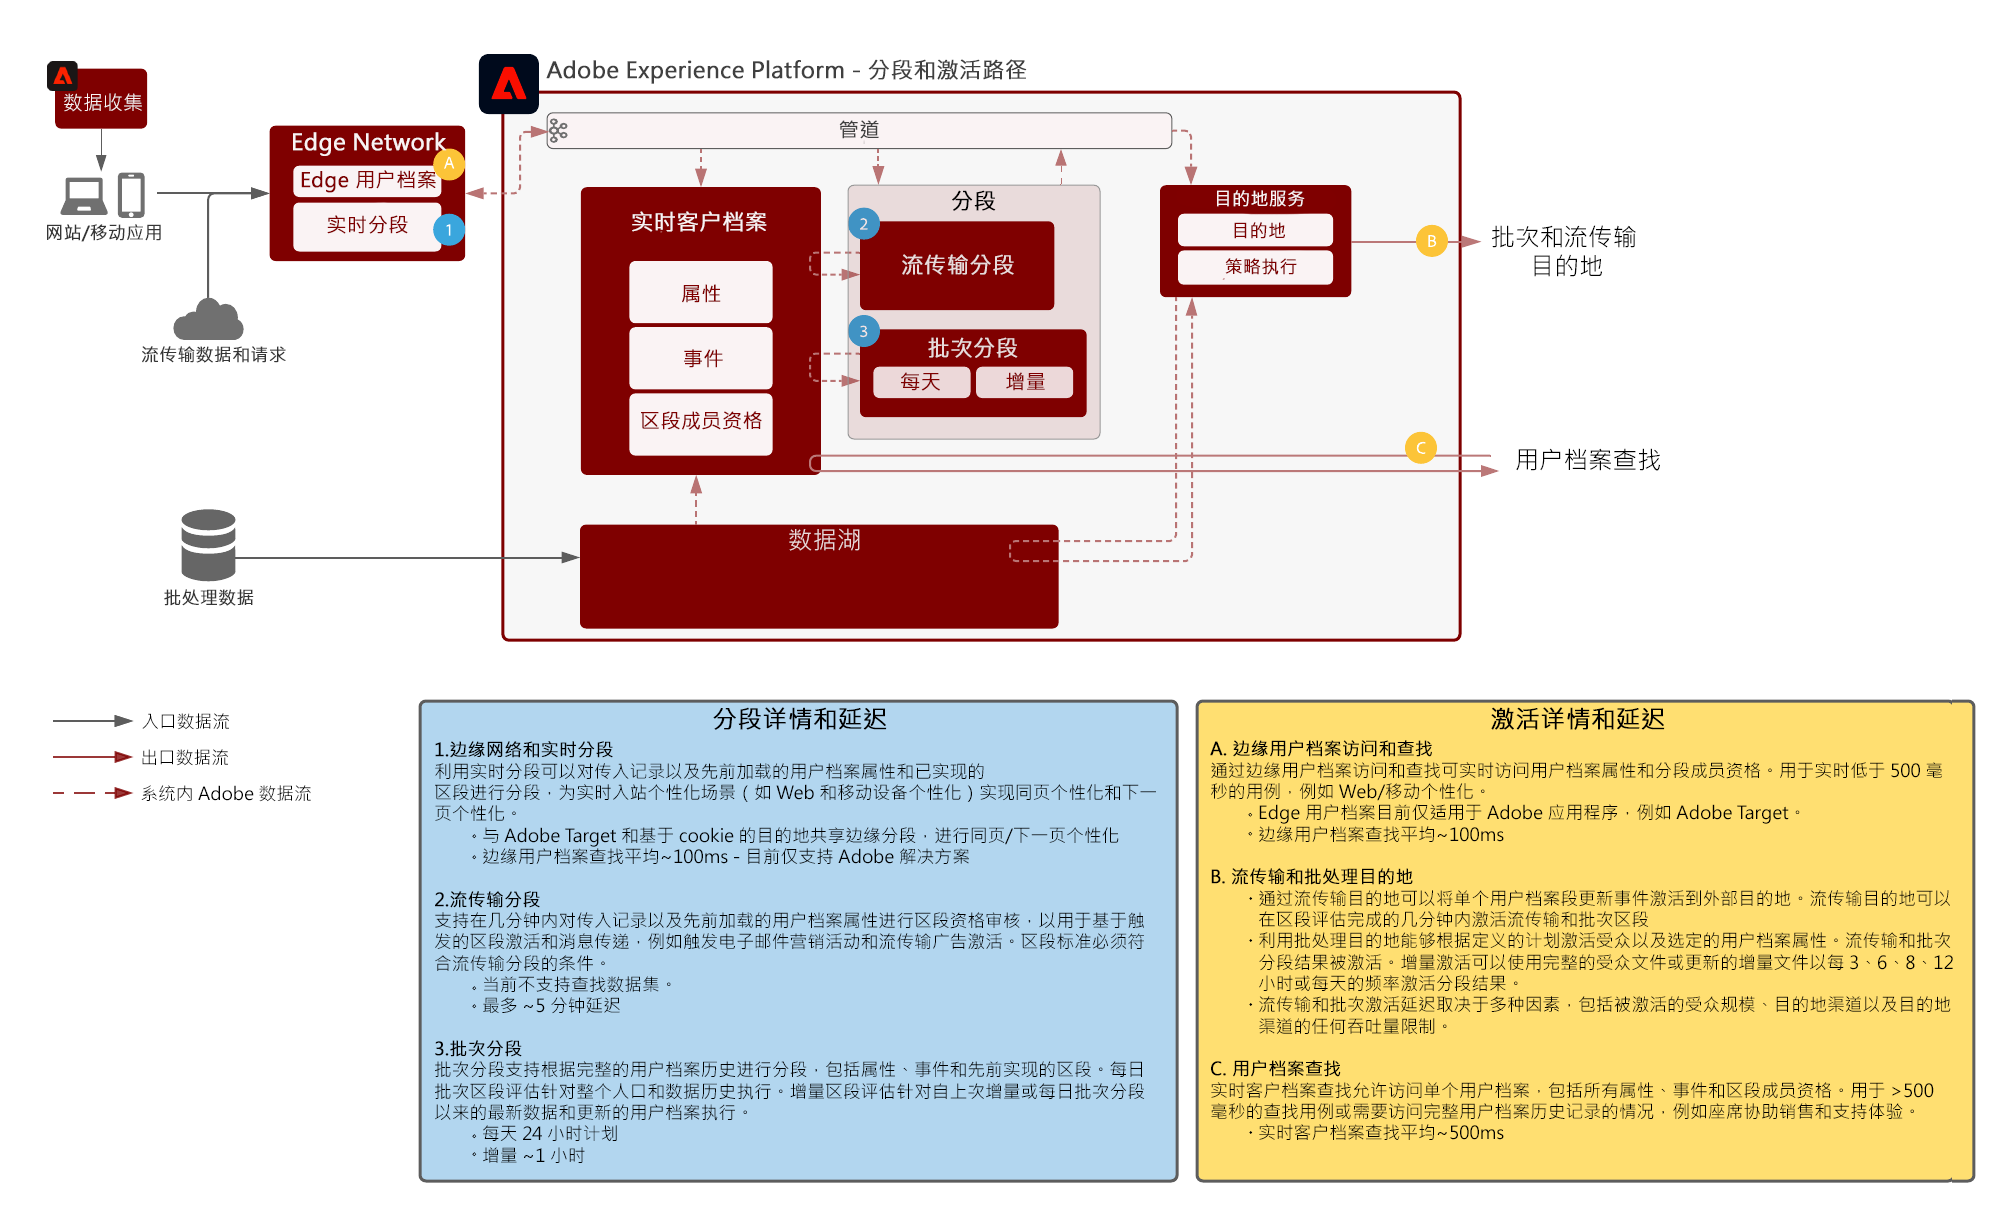 Adobe Experience Platform - 分段和激活路径
数据收集
管道
Edge Network
A
Edge 用户档案
实时分段
1
网站/移动应用
流传输数据和请求
实时客户档案
属性
事件
区段成员资格
分段
2
流传输分段
3
批次分段
每天
增量
目的地服务
目的地
策略执行
B
批次和流传输
目的地
C
用户档案查找
数据湖
批处理数据
入口数据流
出口数据流
系统内 Adobe 数据流
分段详情和延迟
1.边缘网络和实时分段
利用实时分段可以对传入记录以及先前加载的用户档案属性和已实现的
区段进行分段，为实时入站个性化场景（如 Web 和移动设备个性化）实现同页个性化和下一
页个性化。
。与 Adobe Target 和基于 cookie 的目的地共享边缘分段，进行同页/下一页个性化
。边缘用户档案查找平均~100ms - 目前仅支持 Adobe 解决方案
2.流传输分段
支持在几分钟内对传入记录以及先前加载的用户档案属性进行区段资格审核，以用于基于触
发的区段激活和消息传递，例如触发电子邮件营销活动和流传输广告激活。区段标准必须符
合流传输分段的条件。
。当前不支持查找数据集。
。最多 ~5 分钟延迟
3.批次分段
批次分段支持根据完整的用户档案历史进行分段，包括属性、事件和先前实现的区段。每日
批次区段评估针对整个人口和数据历史执行。增量区段评估针对自上次增量或每日批次分段
以来的最新数据和更新的用户档案执行。
。每天 24 小时计划
。增量 ~1 小时
激活详情和延迟
A. 边缘用户档案访问和查找
通过边缘用户档案访问和查找可实时访问用户档案属性和分段成员资格。用于实时低于 500 毫
秒的用例，例如 Web/移动个性化。
。Edge 用户档案目前仅适用于 Adobe 应用程序，例如 Adobe Target。
。边缘用户档案查找平均~100ms
B. 流传输和批处理目的地
· 通过流传输目的地可以将单个用户档案段更新事件激活到外部目的地。流传输目的地可以
在区段评估完成的几分钟内激活流传输和批次区段
· 利用批处理目的地能够根据定义的计划激活受众以及选定的用户档案属性。流传输和批次
分段结果被激活。增量激活可以使用完整的受众文件或更新的增量文件以每 3、6、8、12
小时或每天的频率激活分段结果。
· 流传输和批次激活延迟取决于多种因素，包括被激活的受众规模、目的地渠道以及目的地
渠道的任何吞吐量限制。
C. 用户档案查找
实时客户档案查找允许访问单个用户档案，包括所有属性、事件和区段成员资格。用于 >500
毫秒的查找用例或需要访问完整用户档案历史记录的情况，例如座席协助销售和支持体验。
· 实时客户档案查找平均~500ms